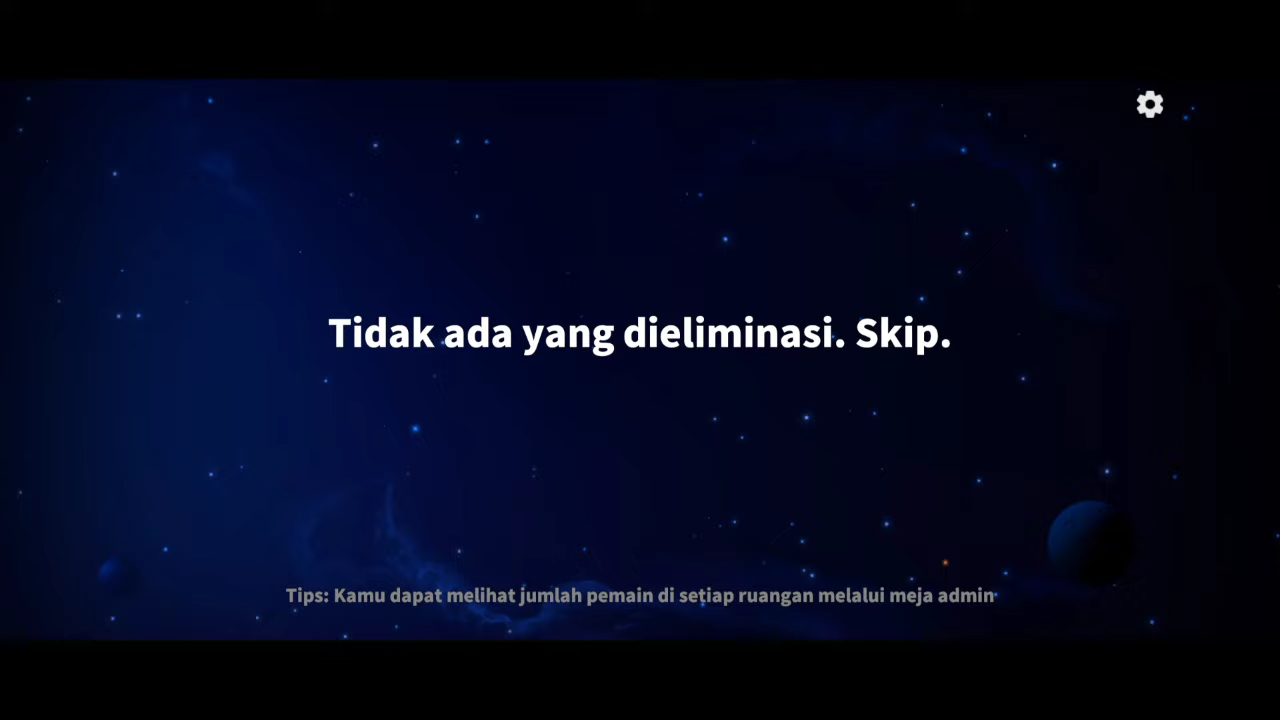 Tidak ada yang dieliminasi. Skip.
Tips: Kamu dapat melihat jumlah pemain di setiap ruangan melalui meja admin